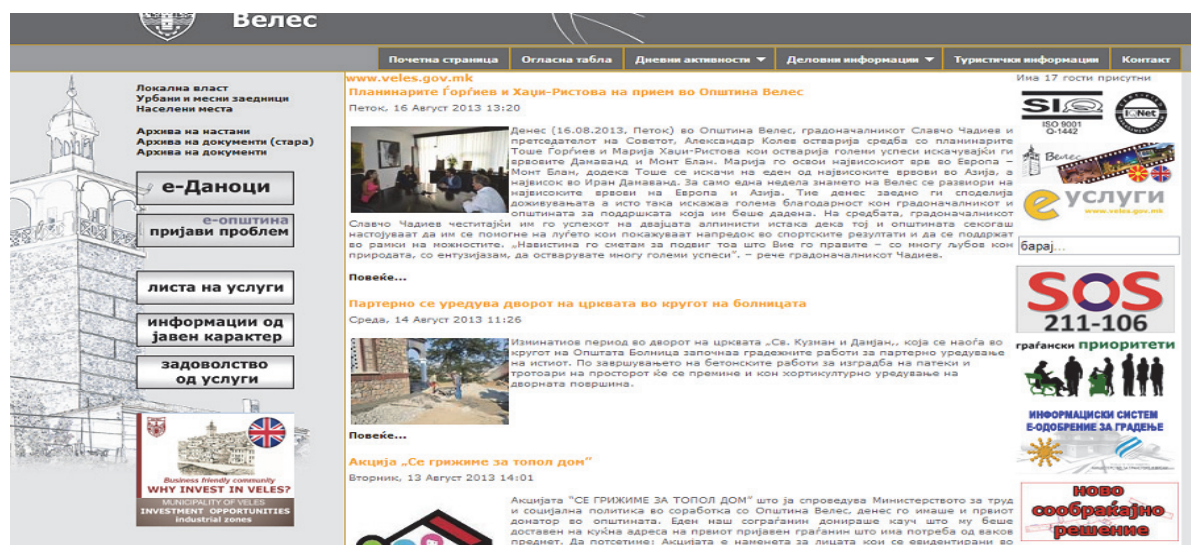 Велес
Почетна страница
Огласна табла
Дневни активности
Деловни информации
Туристички информации
Контакт
Локална власт
Урбани и месни заедници
Населени места
Архива на настани
Архива на документи (стара)
Архива на документи
е-Даноци
е-општина
пријави проблем
листа на услуги
информации од
јавен карактер
задоволство
од услуги
Business friendly community
WHY INVEST IN VELES?
MUNICIPALITY OF VELES
INVESTMENT OPPORTUNITIES
industrial zones
www.veles.gov.mk
Планинарите Ѓорѓиев и Хаџи-Ристова на прием во Општина Велес
Петок, 16 Август 2013 13:20
Денес (16.08.2013, Петок) во Општина Велес, градоначалникот Славчо Чадиев и
претседателот на Советот, Александар Колев остварија средба со планинарите
Тоше Ѓорѓиев и Марија Хаџи-Ристова кои остварија големи успеси искачувајќи ги
врвовите Дамаванд и Монт Блан. Марија го освои највисокиот врв во Европа –
Монт Блан, додека Тоше се искачи на еден од највисоките врвови во Азија, а
највисок во Иран Дамаванд. За само една недела знамето на Велес се развиори на
највисоките врвови на Европа и Азија. Тие денес заедно ги споделија
доживувањата а исто така искажаа голема благодарност кон градоначалникот и
општината за поддршката која им беше дадена. На средбата, градоначалникот
Славчо Чадиев честитајќи им го успехот на двајцата алпинисти истака дека тој и општината секогаш
настојуваат да им се помогне на луѓето кои покажуваат напредок во спортските резултати и да се поддржат
во рамки на можностите. „Навистина го сметам за подвиг тоа што Вие го правите – со многу љубов кон
природата, со ентузијазам, да остварувате многу големи успеси“. – рече градоначалникот Чадиев.
Повеќе...
Партерно се уредува дворот на црквата во кругот на болницата
Среда, 14 Август 2013 11:26
Изминатиов период во дворот на црквата „Св. Кузман и Дамјан„, која се наоѓа во
кругот на Општата Болница започнаа градежните работи за партерно уредување
на истиот. По завршувањето на бетонските работи за изградба на патеки и
тротоари на просторот ќе се премине и кон хортикултурно уредување на
дворната површина.
Повеќе...
Акција „Се грижиме за топол дом“
Вторник, 13 Август 2013 14:01
Акцијата "СЕ ГРИЖИМЕ ЗА ТОПОЛ ДОМ" што ја спроведува Министерството за труд
и социјална политика во соработка со Општина Велес, денес го имаше и првиот
донатор во општината. Еден наш сограѓанин донираше кауч што му беше
доставен на куќна адреса на првиот пријавен граѓанин што има потреба од ваков
предмет. Да потсетиме: Акцијата е наменета за лицата кои се евидентирани во
Има 17 гости присутни
SIQ
IQNet
ISO 9001
Q-1442
Велес
е услуги
www.veles.gov.mk
барај...
SOS
211-106
граѓански приоритети
ИНФОРМАЦИСКИ СИСТЕМ
Е-ОДОБРЕНИЕ ЗА ГРАДЕЊЕ
НОВО
сообраќајно
решение